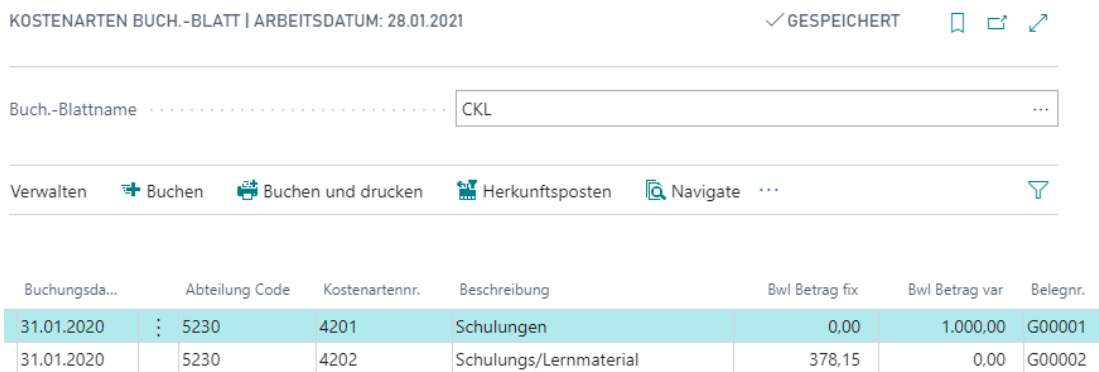 KOSTENARTEN BUCH.-BLATT | ARBEITSDATUM: 28.01.2021 GESPEICHERT
Buch.-Blattname CKL ...
Verwalten Buchen Buchen und drucken Herkunftsposten Navigate ...
Buchungsda... Abteilung Code Kostenartennr. Beschreibung Bwl Betrag fix Bwl Betrag var Belegnr.
31.01.2020 5230 4201 Schulungen 0,00 1.000,00 G00001
31.01.2020 5230 4202 Schulungs/Lernmaterial 378,15 0,00 G00002